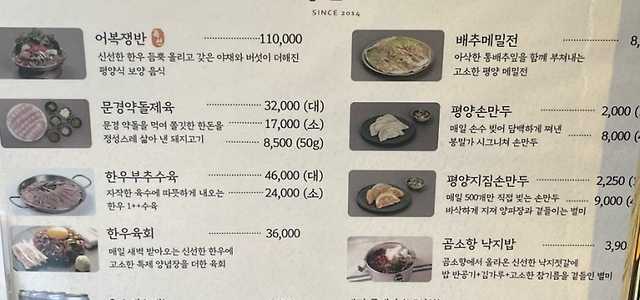 SINCE 2014
어복쟁반 110,000
신선한 한우 듬뿍 올리고 갖은 야채와 버섯이 더해진
평양식 보양 음식
문경약돌제육 32,000 (대)
문경 약돌을 먹여 쫄깃한 한돈을 17,000 (소)
정성스레 삶아 낸 돼지고기 8,500 (50g)
한우부추수육 46,000 (대)
자작한 육수에 따뜻하게 내오는 24,000 (소)
한우 1++수육
한우육회 36,000
매일 새벽 받아오는 신선한 한우에
고소한 특제 양념장을 더한 육회
배추메밀전
아삭한 통배추잎을 함께 부쳐내는
고소한 평양 메밀전
평양손만두 2,000
매일 손수 빚어 담백하게 쪄낸 8,000
봉밀가 시그니처 손만두
평양지짐손만두 2,250
매일 500개만 직접 빚는 손만두 9,000
바삭하게 지져 양파장과 곁들이는 별미
곰소항 낙지밥
곰소항에서 올라온 신선한 낙지젓갈에
밥 반공기+김가루+고소한 참기름을 곁들인 별미